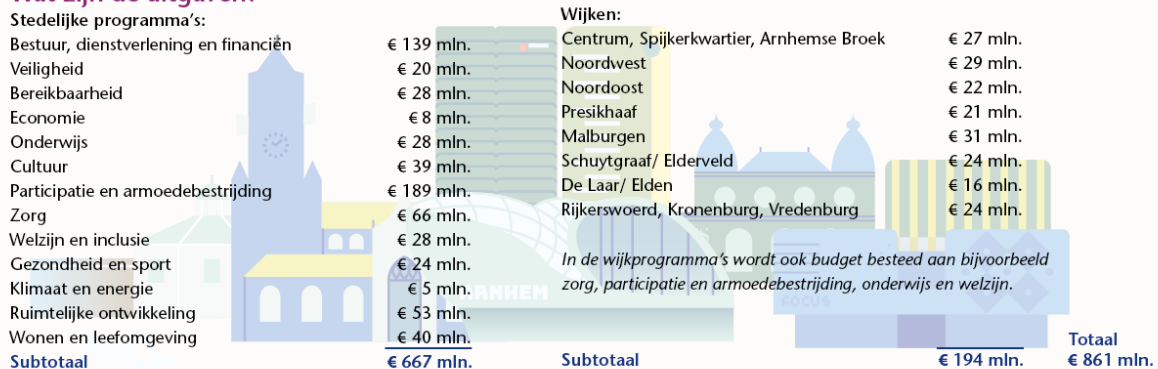 Stedelijke programma's:
Bestuur, dienstverlening en financiën € 139 mln.
Veiligheid € 20 mln.
Bereikbaarheid € 28 mln.
Economie € 8 mln.
Onderwijs € 28 mln.
Cultuur € 39 mln.
Participatie en armoedebestrijding € 189 mln.
Zorg € 66 mln.
Welzijn en inclusie € 28 mln.
Gezondheid en sport € 24 mln.
Klimaat en energie € 5 mln.
Ruimtelijke ontwikkeling € 53 mln.
Wonen en leefomgeving € 40 mln.
Subtotaal € 667 mln.
Wijken:
Centrum, Spijkerkwartier, Arnhemse Broek € 27 mln.
Noordwest € 29 mln.
Noordoost € 22 mln.
Presikhaaf € 21 mln.
Malburgen € 31 mln.
Schuytgraaf/ Elderveld € 24 mln.
De Laar/ Elden € 16 mln.
Rijkerswoerd, Kronenburg, Vredenburg € 24 mln.
In de wijkprogramma's wordt ook budget besteed aan bijvoorbeeld
zorg, participatie en armoedebestrijding, onderwijs en welzijn.
Subtotaal € 194 mln.
Totaal
€ 861 mln.
ARNHEM
FOCUS